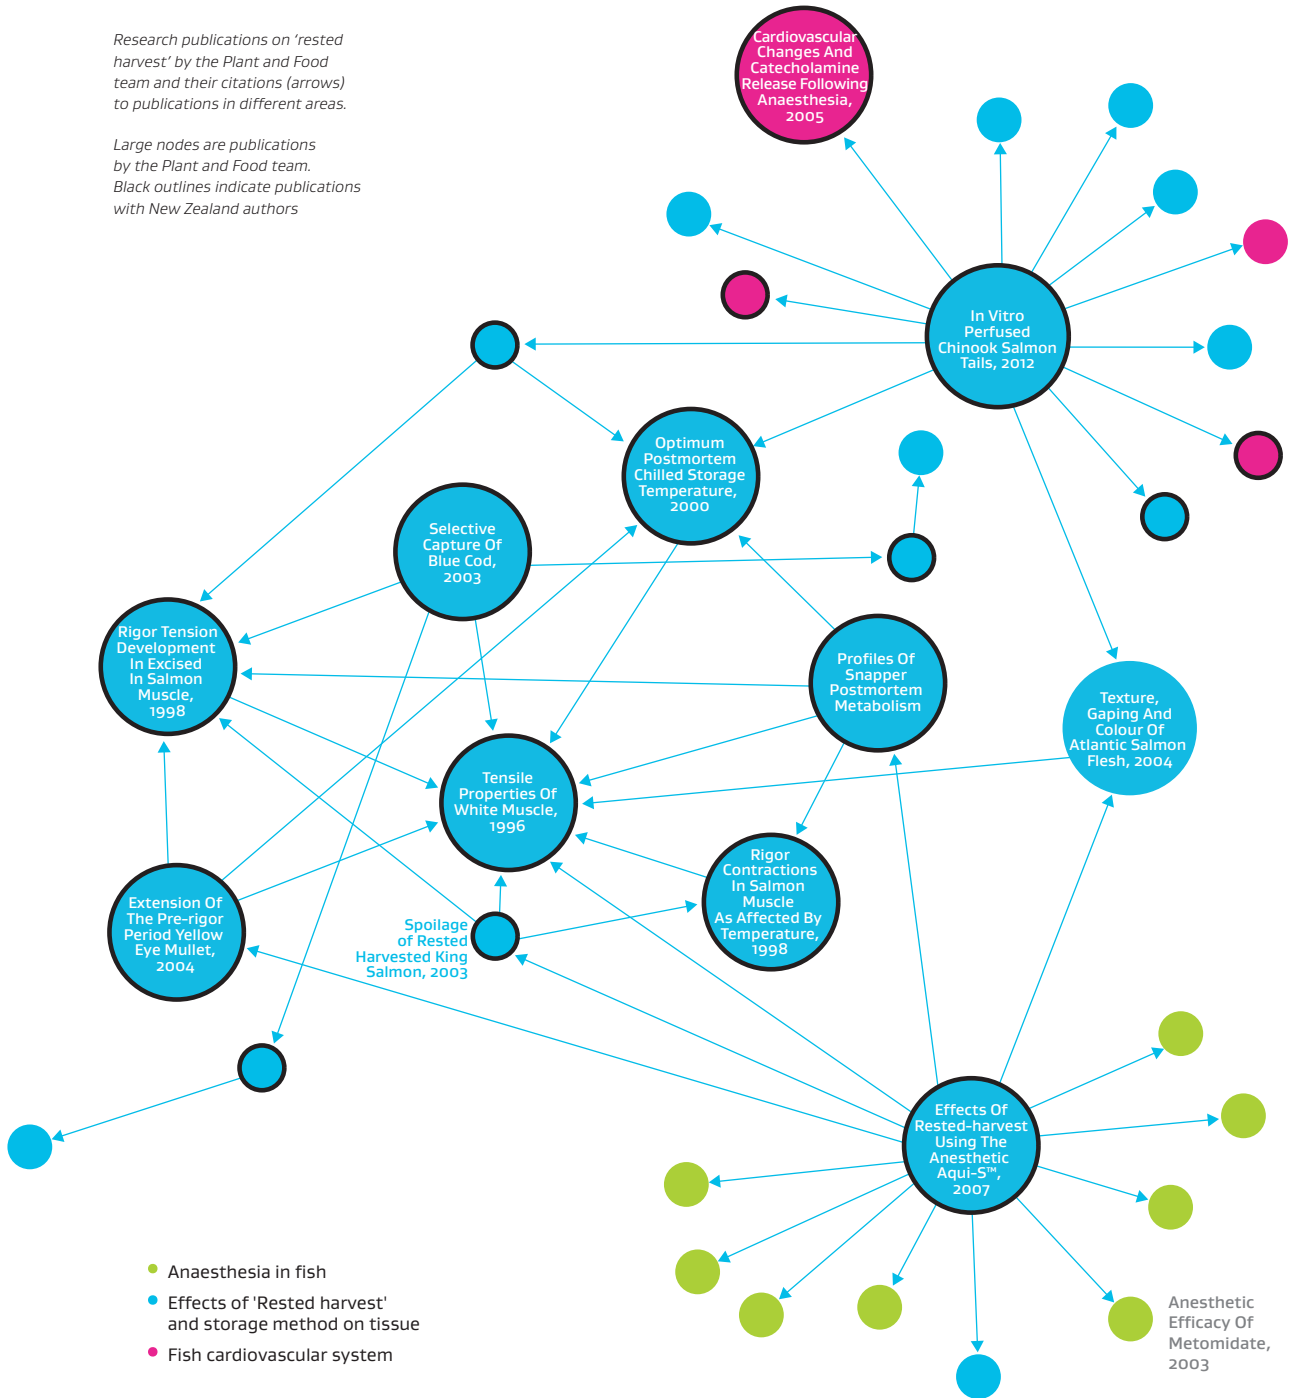 Research publications on ‘rested
harvest’ by the Plant and Food
team and their citations (arrows)
to publications in different areas.
Large nodes are publications
by the Plant and Food team.
Black outlines indicate publications
with New Zealand authors
Cardiovascular
Changes And
Catecholamine
Release Following
Anaesthesia,
2005
In Vitro
Perfused
Chinook Salmon
Tails, 2012
Optimum
Postmortem
Chilled Storage
Temperature,
2000
Selective
Capture Of
Blue Cod,
2003
Rigor Tension
Development
In Excised
In Salmon
Muscle,
1998
Profiles Of
Snapper
Postmortem
Metabolism
Texture,
Gaping And
Colour Of
Atlantic Salmon
Flesh, 2004
Tensile
Properties Of
White Muscle,
1996
Rigor
Contractions
In Salmon
Muscle
As Affected By
Temperature,
1998
Extension Of
The Pre-rigor
Period Yellow
Eye Mullet,
2004
Spoilage
of Rested
Harvested King
Salmon, 2003
Effects Of
Rested-harvest
Using The
Anesthetic
Aqui-S™,
2007
Anesthetic
Efficacy Of
Metomidate,
2003
Anaesthesia in fish
Effects of 'Rested harvest'
and storage method on tissue
Fish cardiovascular system